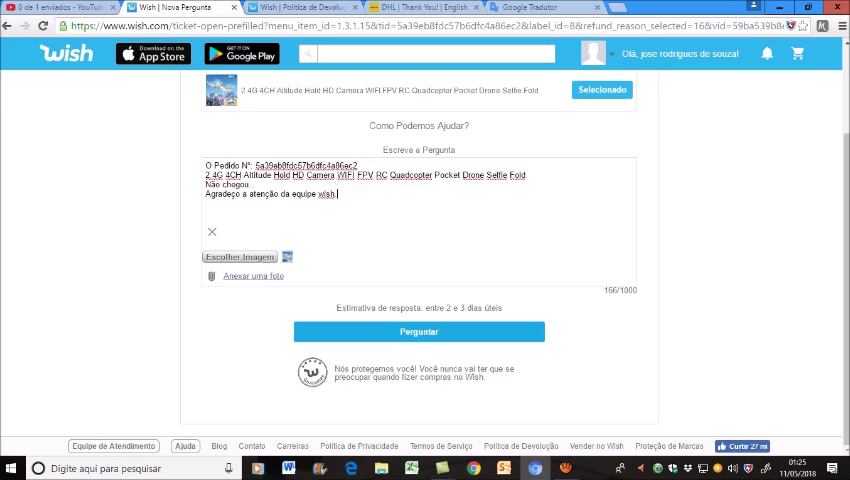 0 de 1 enviados - YouTube
Wish | Nova Pergunta
Wish | Política de Devoluç
DHL | Thank You! | English
Google Tradutor
https://www.wish.com/ticket-open-prefilled?menu_item_id=1.3.1.15&tid=5a39eb8fdc57b6dfc4a86ec2&label_id=8&refund_reason_selected=16&vid=59ba539b8
wish
Download on the
App Store
GET IT ON
Google Play
Olá, jose rodrigues de souza!
2.4G 4CH Altitude Hold HD Camera WIFI FPV RC Quadcopter Pocket Drone Selfie Fold
Selecionado
Como Podemos Ajudar?
Escreva a Pergunta
O Pedido N°: 5a39eb8fdc57b6dfc4a86ec2
2.4G 4CH Altitude Hold HD Camera WIFI FPV RC Quadcopter Pocket Drone Selfie Fold
Não chegou.
Agradeço a atenção da equipe wish.
Escolher Imagem
Anexar uma foto
166/1000
Estimativa de resposta: entre 2 e 3 dias úteis
Perguntar
Nós protegemos você! Você nunca vai ter que se
preocupar quando fizer compras no Wish.
Equipe de Atendimento
Ajuda
Blog
Contato
Carreiras
Política de Privacidade
Termos de Serviço
Política de Devolução
Vender no Wish
Proteção de Marcas
Curtir 27 mi
Digite aqui para pesquisar
01:25
11/05/2018